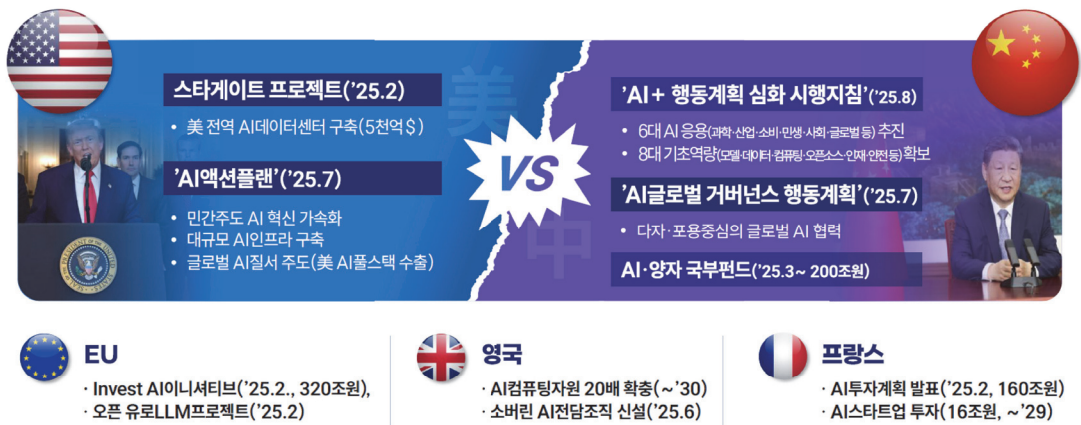 美
中
VS
스타게이트 프로젝트('25.2)
• 美 전역 AI데이터센터 구축(5천억$)
'AI액션플랜'('25.7)
• 민간주도 AI 혁신 가속화
• 대규모 AI인프라 구축
• 글로벌 AI질서 주도(美 AI풀스택 수출)
'AI+ 행동계획 심화 시행지침'('25.8)
• 6대 AI 응용(과학·산업·소비·민생·사회·글로벌 등) 추진
• 8대 기초역량(모델·데이터·컴퓨팅·오픈소스·인재·안전 등) 확보
'AI글로벌 거버넌스 행동계획'('25.7)
• 다자·포용중심의 글로벌 AI 협력
AI·양자 국부펀드('25.3~ 200조원)
EU
· Invest AI이니셔티브('25.2., 320조원),
· 오픈 유로LLM프로젝트('25.2)
영국
· AI컴퓨팅자원 20배 확충(~'30)
· 소버린 AI전담조직 신설('25.6)
프랑스
· AI투자계획 발표('25.2, 160조원)
· AI스타트업 투자(16조원, ~'29)